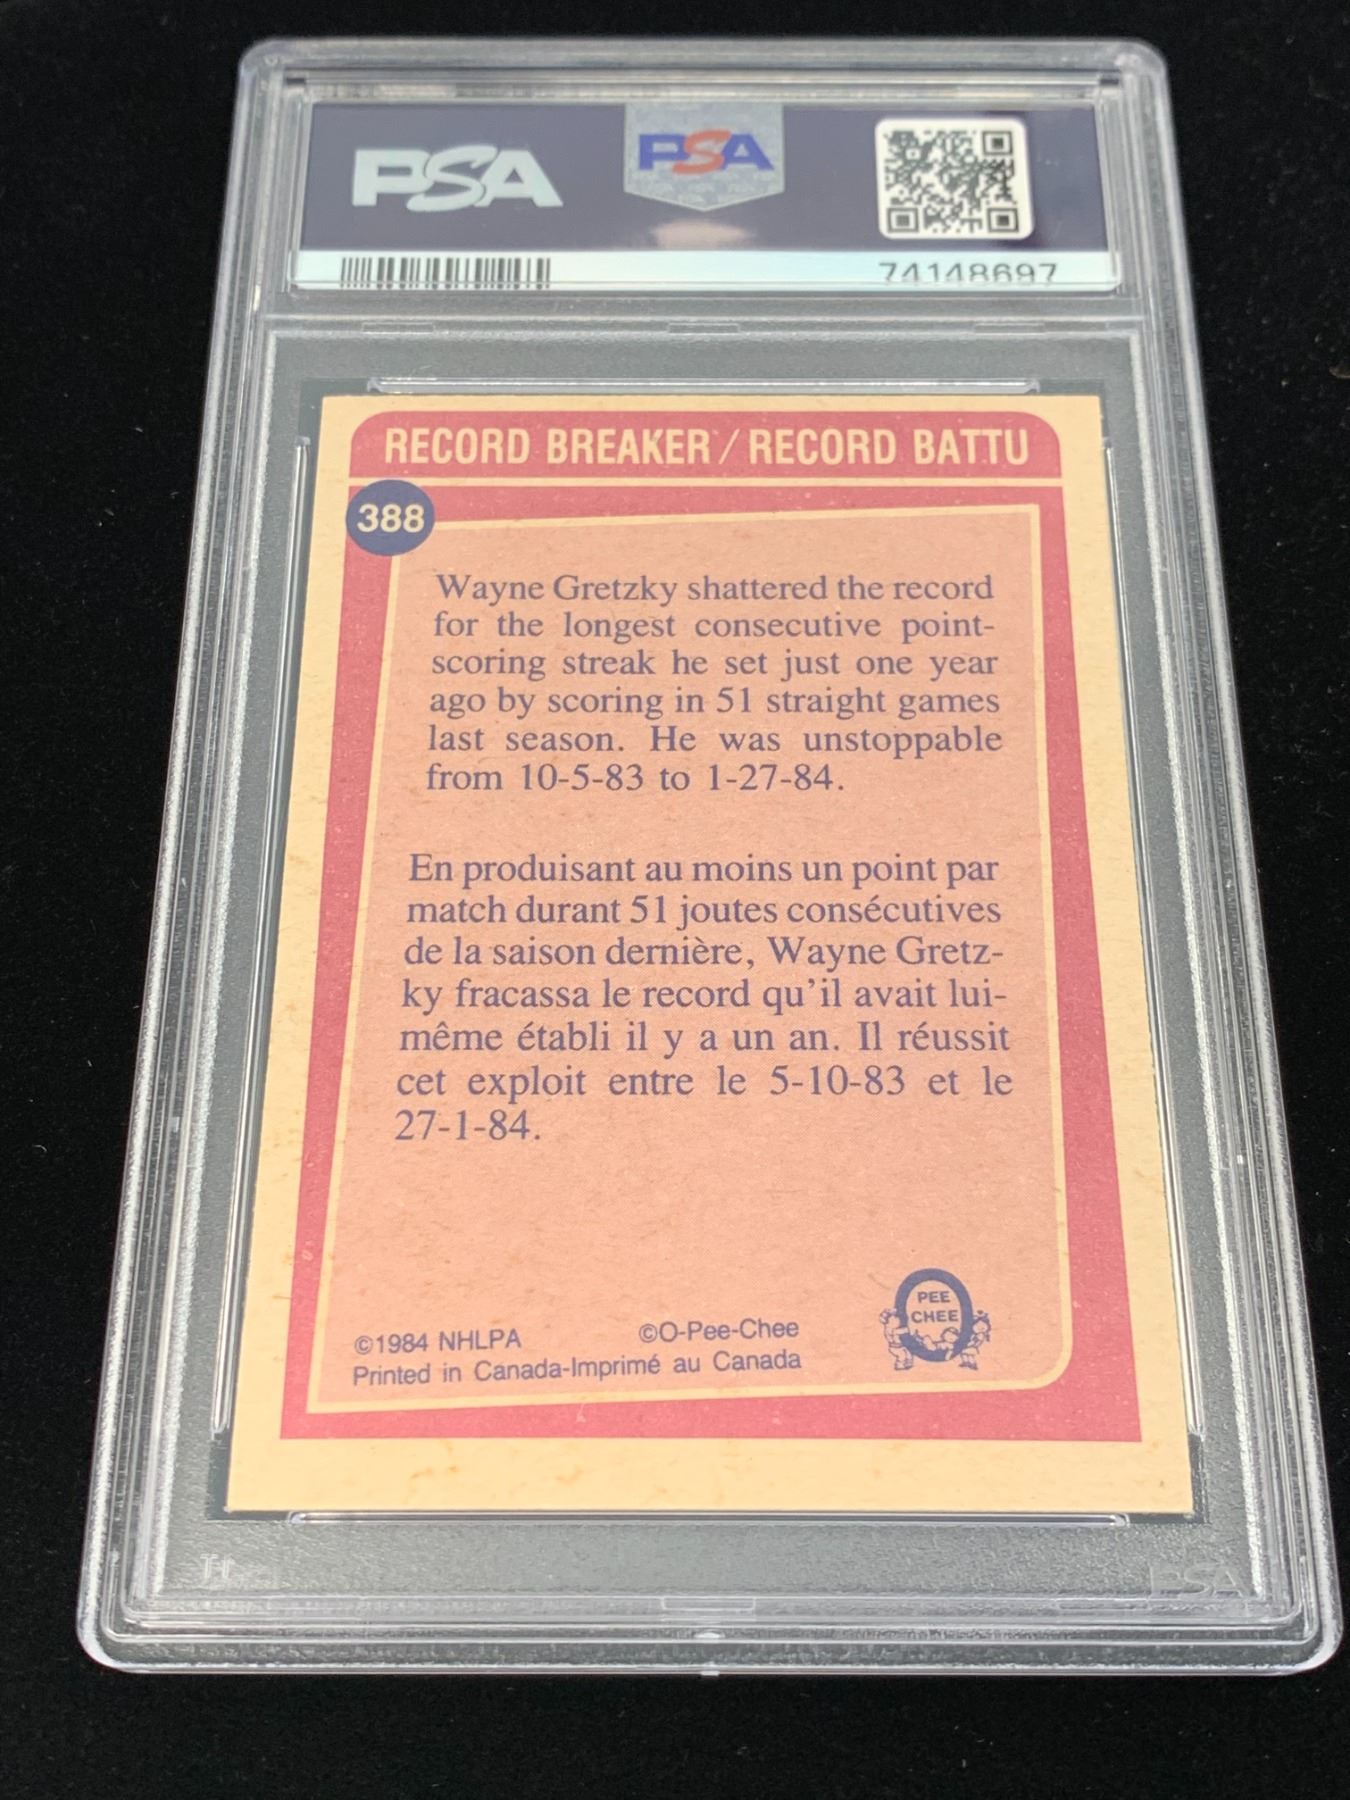 PSA
PSA
74148697
RECORD BREAKER / RECORD BATTU
388
Wayne Gretzky shattered the record
for the longest consecutive point-
scoring streak he set just one year
ago by scoring in 51 straight games
last season. He was unstoppable
from 10-5-83 to 1-27-84.
En produisant au moins un point par
match durant 51 joutes consécutives
de la saison dernière, Wayne Gretz-
ky fracassa le record qu'il avait lui-
même établi il y a un an. Il réussit
cet exploit entre le 5-10-83 et le
27-1-84.
©1984 NHLPA ©O-Pee-Chee
Printed in Canada-Imprimé au Canada
O
PEE
CHEE
PSA